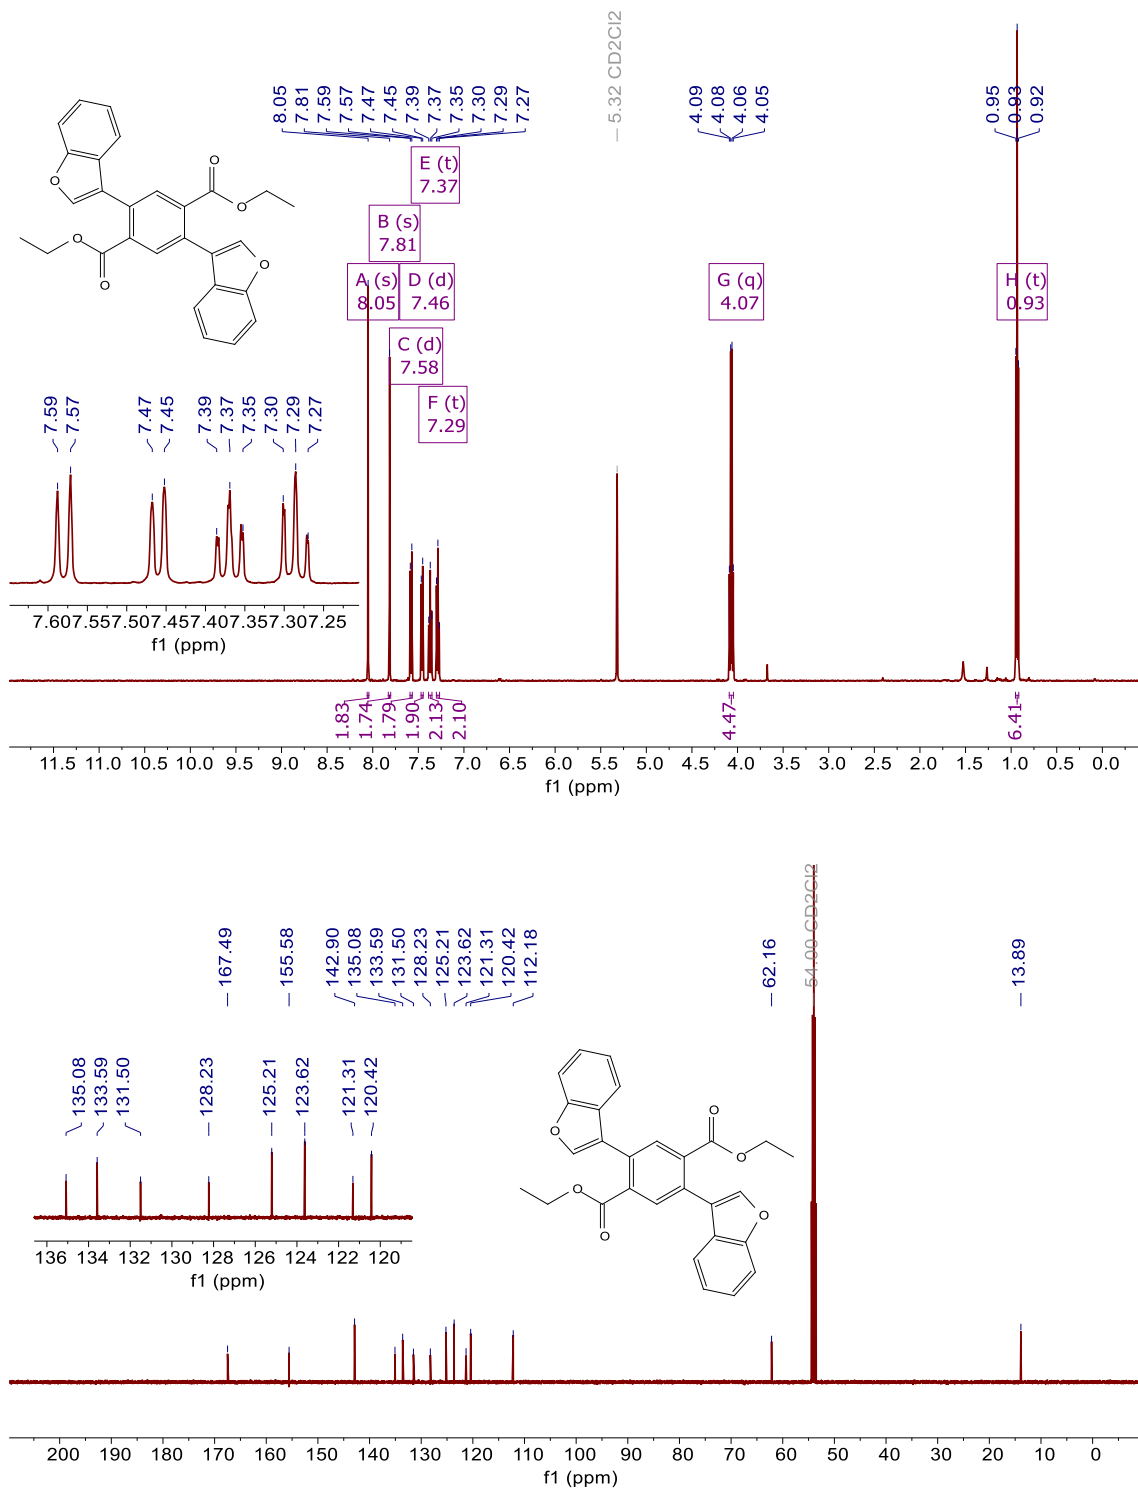 8.05 7.81 7.59 7.57 7.47 7.45 7.39 7.37 7.35 7.30 7.29 7.27
5.32 CD2Cl2
4.09 4.08 4.06 4.05
0.95 0.93 0.92
O O O O O O
E (t)
7.37
B (s)
7.81
A (s)
8.05
D (d)
7.46
G (q)
4.07
H (t)
0.93
C (d)
7.58
F (t)
7.29
7.59 7.57 7.47 7.45 7.39 7.37 7.35 7.30 7.29 7.27
7.60 7.55 7.50 7.45 7.40 7.35 7.30 7.25
f1 (ppm)
1.83 1.74 1.79 1.90 2.13 2.10 4.47 6.41
11.5 11.0 10.5 10.0 9.5 9.0 8.5 8.0 7.5 7.0 6.5 6.0 5.5 5.0 4.5 4.0 3.5 3.0 2.5 2.0 1.5 1.0 0.5 0.0
f1 (ppm)
167.49 155.58 142.90 135.08 133.59 131.50 128.23 125.21 123.62 121.31 120.42 112.18
62.16
54.00 CD2Cl2
13.89
135.08 133.59 131.50 128.23 125.21 123.62 121.31 120.42
136 134 132 130 128 126 124 122 120
f1 (ppm)
O O O O O O
200 190 180 170 160 150 140 130 120 110 100 90 80 70 60 50 40 30 20 10 0
f1 (ppm)